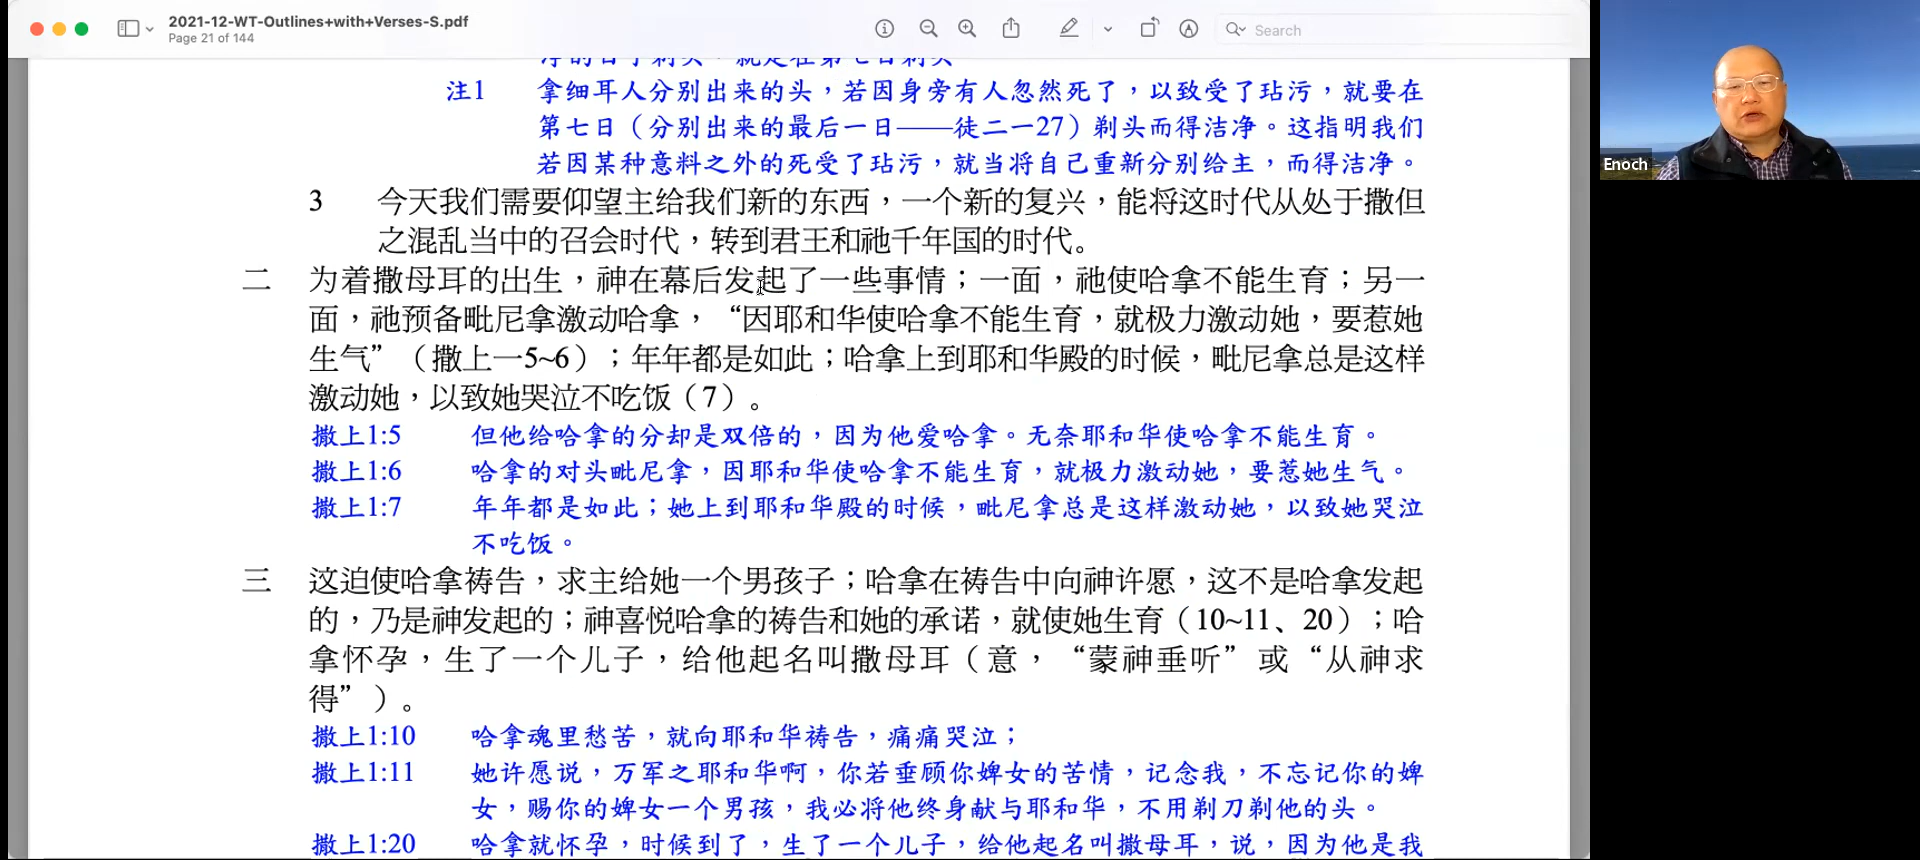 2021-12-WT-Outlines+with+Verses-S.pdf
Page 21 of 144
Search
Enoch
净的日子剃头,就是在第七日剃头
注1 拿细耳人分别出来的头,若因身旁有人忽然死了,以致受了玷污,就要在
第七日(分别出来的最后一日——徒二一27)剃头而得洁净。这指明我们
若因某种意料之外的死受了玷污,就当将自己重新分别给主,而得洁净。
3 今天我们需要仰望主给我们新的东西,一个新的复兴,能将这时代从处于撒但
之混乱当中的召会时代,转到君王和祂千年国的时代。
二 为着撒母耳的出生,神在幕后发起了一些事情;一面,祂使哈拿不能生育;另一
面,祂预备毗尼拿激动哈拿,“因耶和华使哈拿不能生育,就极力激动她,要惹她
生气”(撒上一5~6);年年都是如此;哈拿上到耶和华殿的时候,毗尼拿总是这样
激动她,以致她哭泣不吃饭(7)。
撒上1:5 但他给哈拿的分却是双倍的,因为他爱哈拿。无奈耶和华使哈拿不能生育。
撒上1:6 哈拿的对头毗尼拿,因耶和华使哈拿不能生育,就极力激动她,要惹她生气。
撒上1:7 年年都是如此;她上到耶和华殿的时候,毗尼拿总是这样激动她,以致她哭泣
不吃饭。
三 这迫使哈拿祷告,求主给她一个男孩子;哈拿在祷告中向神许愿,这不是哈拿发起
的,乃是神发起的;神喜悦哈拿的祷告和她的承诺,就使她生育(10~11、20);哈
拿怀孕,生了一个儿子,给他起名叫撒母耳(意,“蒙神垂听”或“从神求
得”)。
撒上1:10 哈拿魂里愁苦,就向耶和华祷告,痛痛哭泣;
撒上1:11 她许愿说,万军之耶和华啊,你若垂顾你婢女的苦情,记念我,不忘记你的婢
女,赐你的婢女一个男孩,我必将他终身献与耶和华,不用剃刀剃他的头。
撒上1:20 哈拿就怀孕,时候到了,生了一个儿子,给他起名叫撒母耳,说,因为他是我